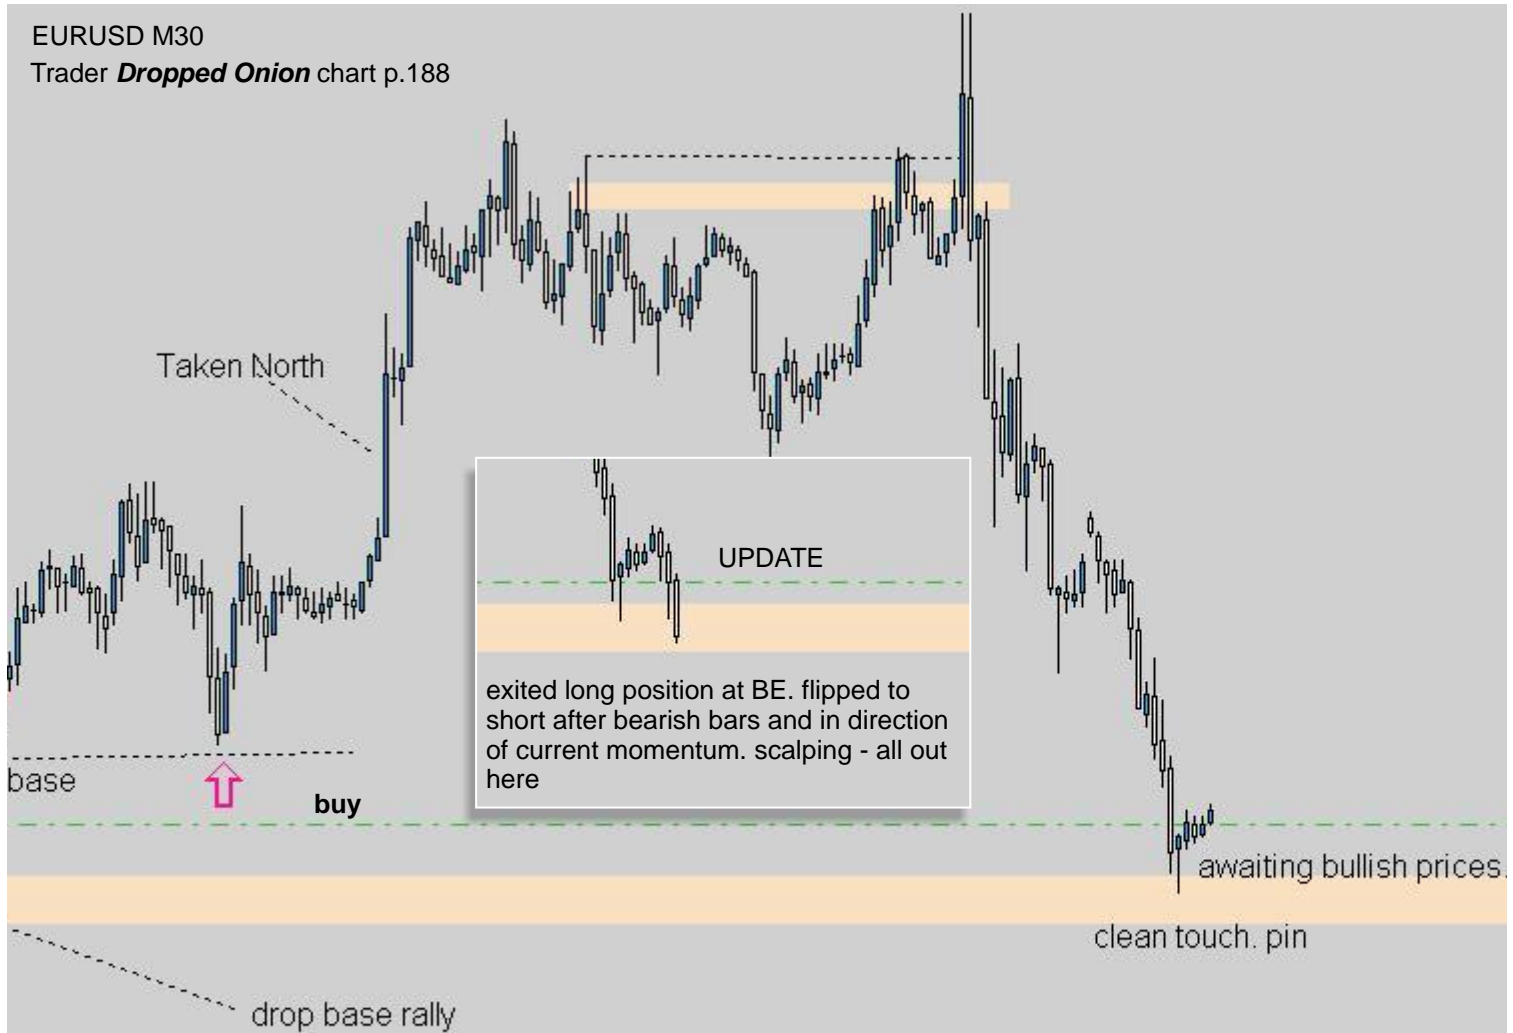 EURUSD M30
Trader Dropped Onion chart p.188
Taken North
UPDATE
exited long position at BE. flipped to
short after bearish bars and in direction
of current momentum. scalping - all out
here
base
buy
awaiting bullish prices.
clean touch. pin
drop base rally